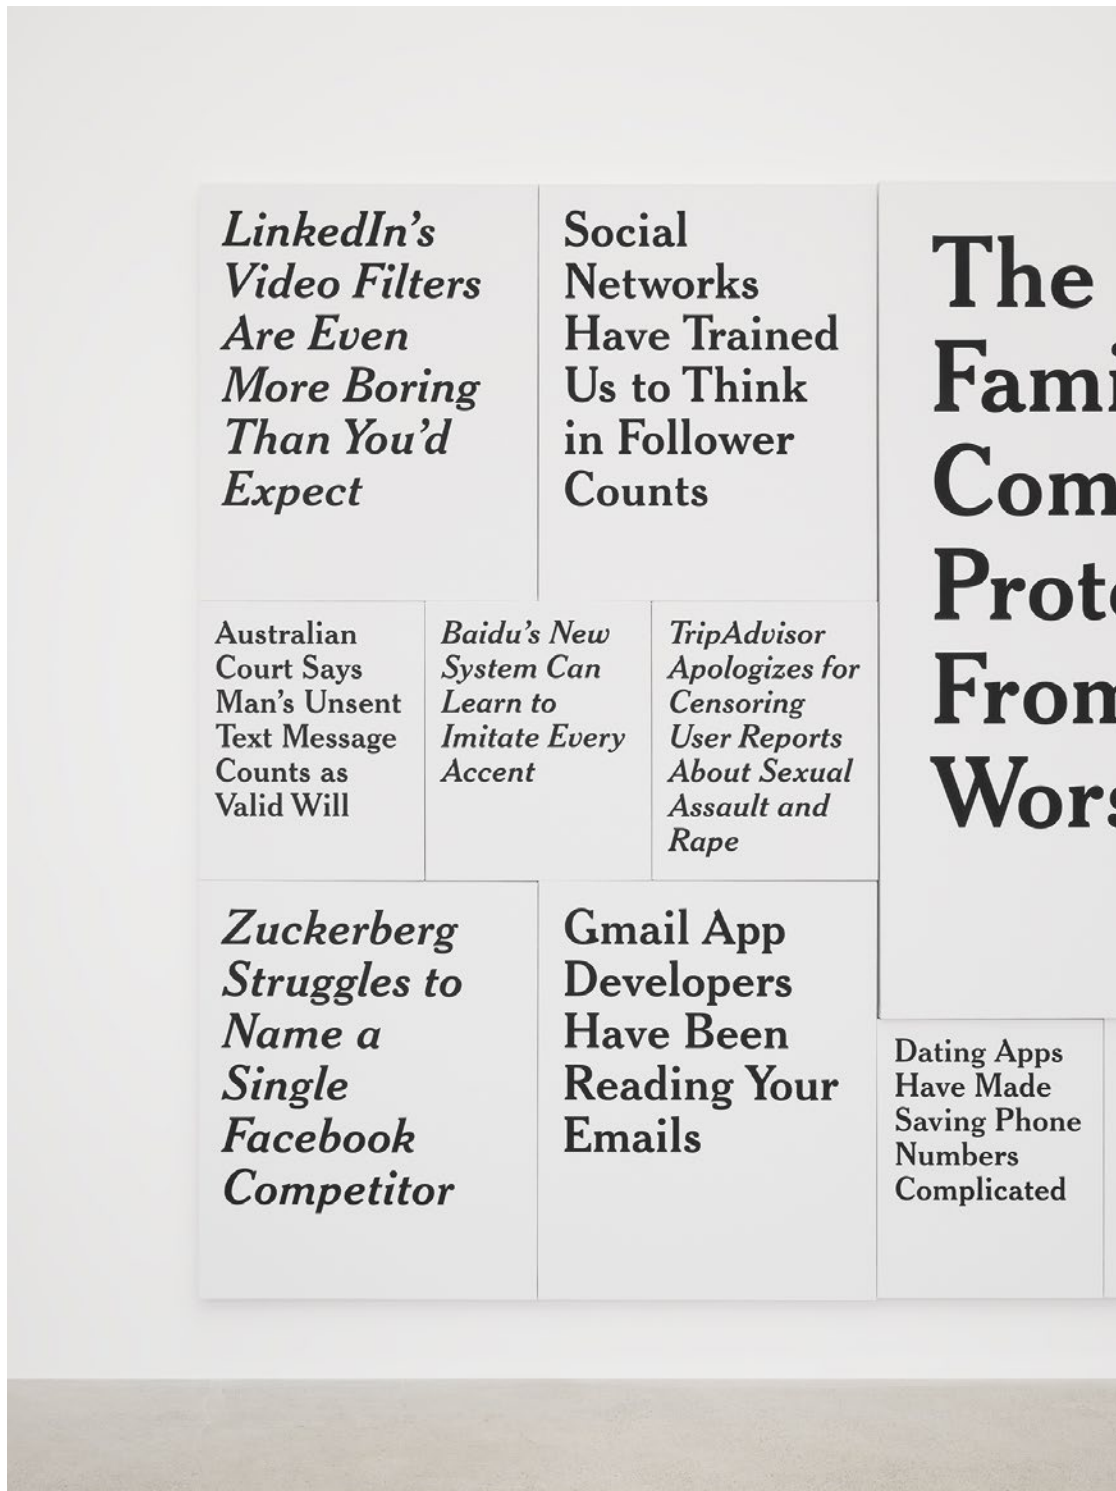 LinkedIn’s
Video Filters
Are Even
More Boring
Than You’d
Expect
Social
Networks
Have Trained
Us to Think
in Follower
Counts
The
Australian
Court Says
Man’s Unsent
Text Message
Counts as
Valid Will
Baidu’s New
System Can
Learn to
Imitate Every
Accent
TripAdvisor
Apologizes for
Censoring
User Reports
About Sexual
Assault and
Rape
Zuckerberg
Struggles to
Name a
Single
Facebook
Competitor
Gmail App
Developers
Have Been
Reading Your
Emails
Dating Apps
Have Made
Saving Phone
Numbers
Complicated